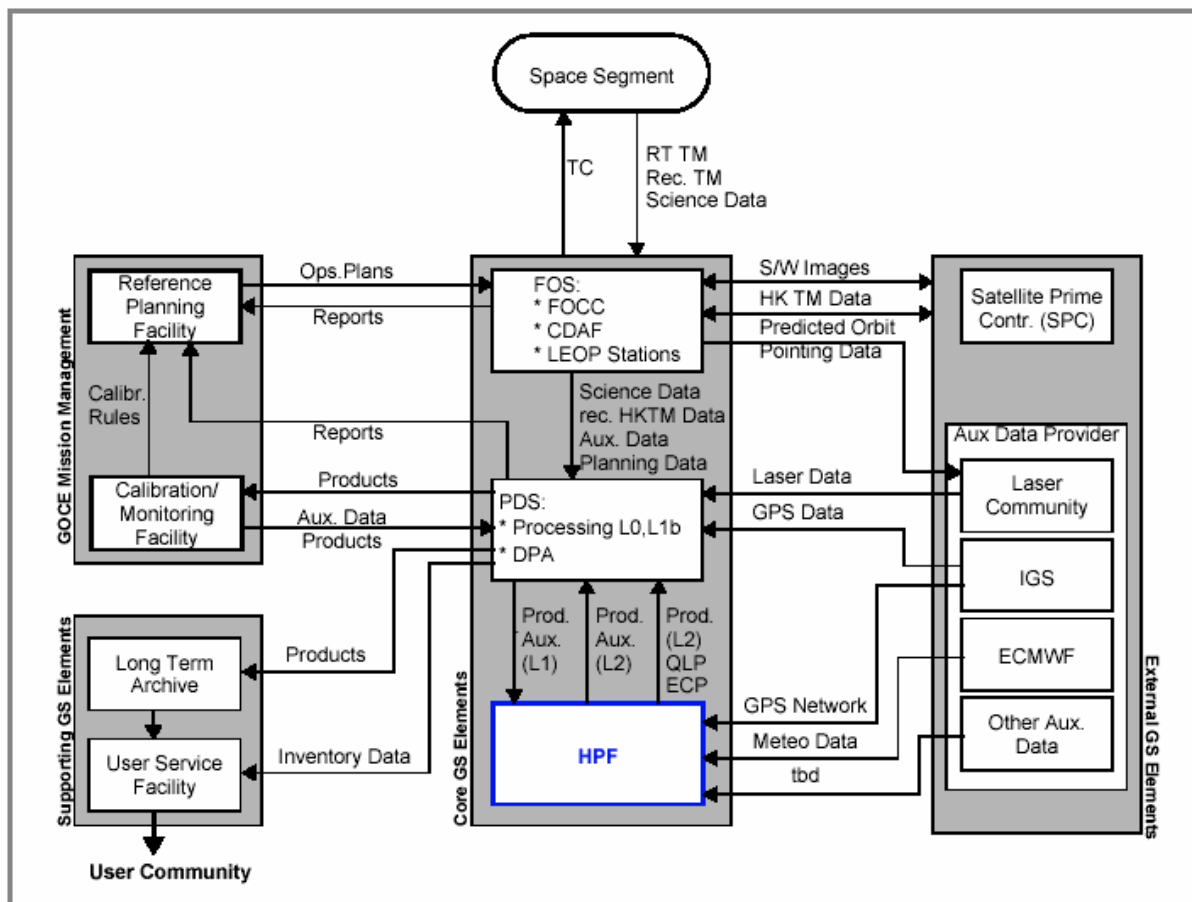 Space Segment
TC
RT TM
Rec. TM
Science Data
GOCE Mission Management
Reference
Planning
Facility
Ops.Plans
Reports
Calibr.
Rules
Reports
Calibration/
Monitoring
Facility
Products
Aux. Data
Products
FOS:
* FOCC
* CDAF
* LEOP Stations
S/W Images
HK TM Data
Predicted Orbit
Pointing Data
Satellite Prime
Contr. (SPC)
Science Data
rec. HKTM Data
Aux. Data
Planning Data
PDS:
* Processing L0,L1b
* DPA
Laser Data
GPS Data
Aux Data Provider
Laser
Community
IGS
ECMWF
Other Aux.
Data
External GS Elements
Supporting GS Elements
Long Term
Archive
Products
User Service
Facility
Inventory Data
User Community
Core GS Elements
Prod.
Aux.
(L1)
Prod.
Aux.
(L2)
Prod.
(L2)
QLP
ECP
HPF
GPS Network
Meteo Data
tbd